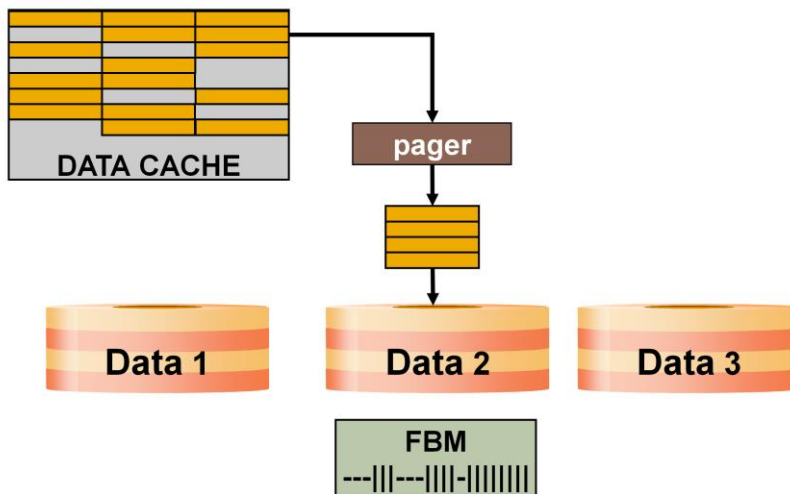 DATA CACHE
pager
Data 1
Data 2
Data 3
FBM
---|||---||||-||||||||